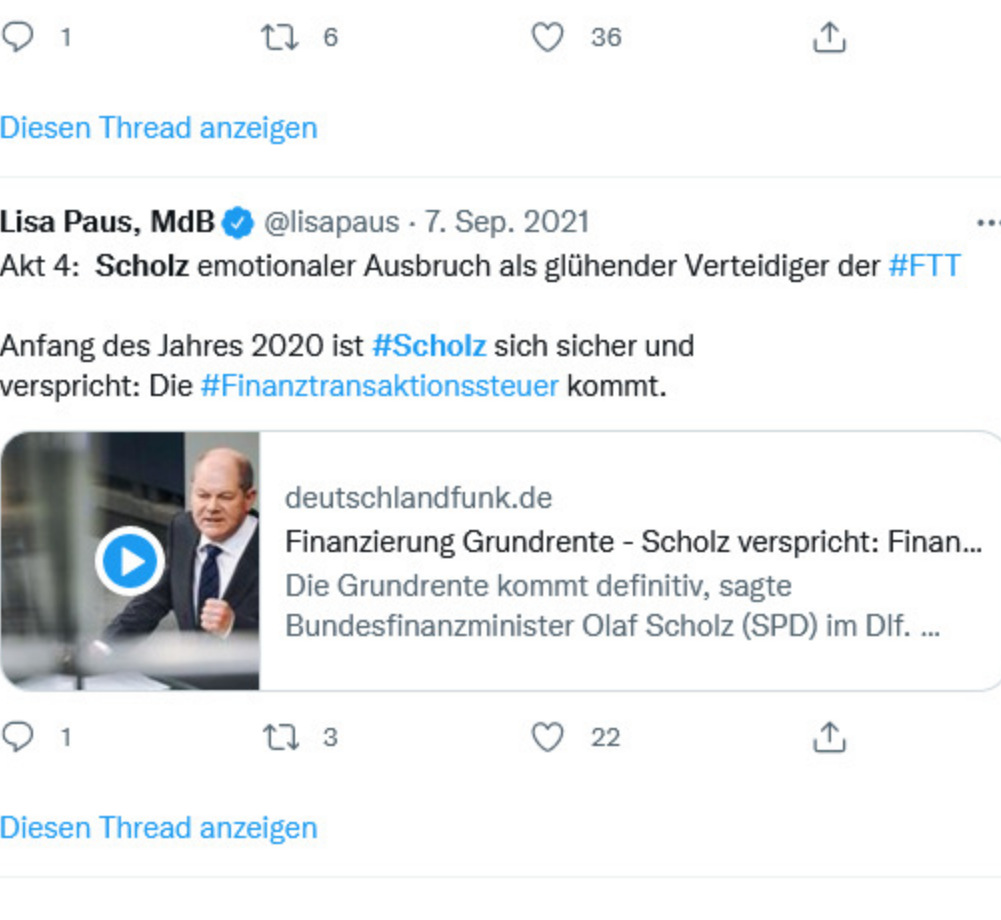 1 6 36
Diesen Thread anzeigen
Lisa Paus, MdB @lisapaus · 7. Sep. 2021
Akt 4:  Scholz emotionaler Ausbruch als glühender Verteidiger der #FTT
Anfang des Jahres 2020 ist #Scholz sich sicher und
verspricht: Die #Finanztransaktionssteuer kommt.
deutschlandfunk.de
Finanzierung Grundrente - Scholz verspricht: Finan...
Die Grundrente kommt definitiv, sagte
Bundesfinanzminister Olaf Scholz (SPD) im Dlf. ...
1 3 22
Diesen Thread anzeigen